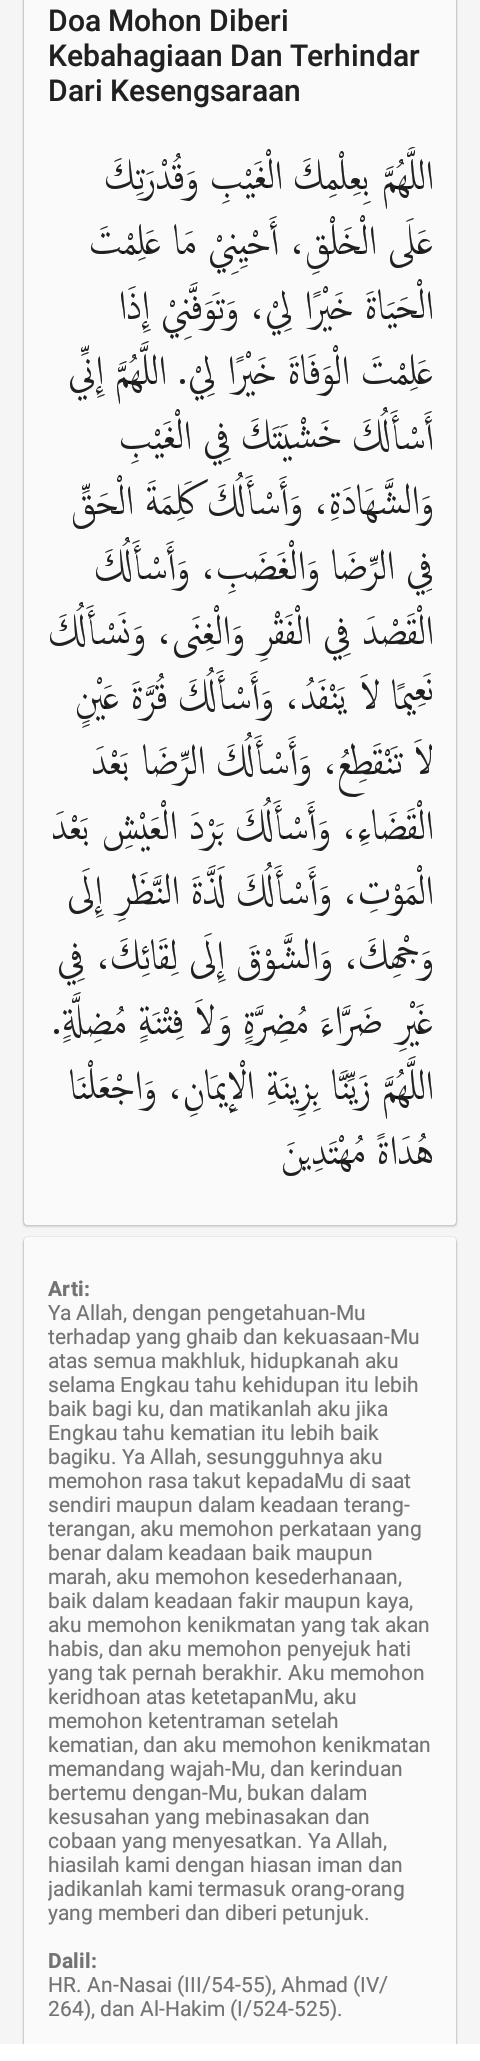 Doa Mohon Diberi
Kebahagiaan Dan Terhindar
Dari Kesengsaraan
اللَّهُمَّ بِعِلْمِكَ الْغَيْبِ وَقُدْرَتِكَ
عَلَى الْخَلْقِ، أَحْيِنِيْ مَا عَلِمْتَ
الْحَيَاةَ خَيْرًا لِيْ، وَتَوَفَّنِيْ إِذَا
عَلِمْتَ الْوَفَاةَ خَيْرًا لِيْ. اللَّهُمَّ إِنِّي
أَسْأَلُكَ خَشْيَتَكَ فِي الْغَيْبِ
وَالشَّهَادَةِ، وَأَسْأَلُكَ كَلِمَةَ الْحَقِّ
فِي الرِّضَا وَالْغَضَبِ، وَأَسْأَلُكَ
الْقَصْدَ فِي الْفَقْرِ وَالْغِنَى، وَنَسْأَلُكَ
نَعِيمًا لاَ يَنْفَدُ، وَأَسْأَلُكَ قُرَّةَ عَيْنٍ
لاَ تَنْقَطِعُ، وَأَسْأَلُكَ الرِّضَا بَعْدَ
الْقَضَاءِ، وَأَسْأَلُكَ بَرْدَ الْعَيْشِ بَعْدَ
الْمَوْتِ، وَأَسْأَلُكَ لَذَّةَ النَّظَرِ إِلَى
وَجْهِكَ، وَالشَّوْقَ إِلَى لِقَائِكَ، فِي
غَيْرِ ضَرَّاءَ مُضِرَّةٍ وَلاَ فِتْنَةٍ مُضِلَّةٍ.
اللَّهُمَّ زَيِّنَّا بِزِينَةِ الْإِيمَانِ، وَاجْعَلْنَا
هُدَاةً مُهْتَدِينَ
Arti:
Ya Allah, dengan pengetahuan-Mu
terhadap yang ghaib dan kekuasaan-Mu
atas semua makhluk, hidupkanah aku
selama Engkau tahu kehidupan itu lebih
baik bagi ku, dan matikanlah aku jika
Engkau tahu kematian itu lebih baik
bagiku. Ya Allah, sesungguhnya aku
memohon rasa takut kepadaMu di saat
sendiri maupun dalam keadaan terang-
terangan, aku memohon perkataan yang
benar dalam keadaan baik maupun
marah, aku memohon kesederhanaan,
baik dalam keadaan fakir maupun kaya,
aku memohon kenikmatan yang tak akan
habis, dan aku memohon penyejuk hati
yang tak pernah berakhir. Aku memohon
keridhoan atas ketetapanMu, aku
memohon ketentraman setelah
kematian, dan aku memohon kenikmatan
memandang wajah-Mu, dan kerinduan
bertemu dengan-Mu, bukan dalam
kesusahan yang mebinasakan dan
cobaan yang menyesatkan. Ya Allah,
hiasilah kami dengan hiasan iman dan
jadikanlah kami termasuk orang-orang
yang memberi dan diberi petunjuk.
Dalil:
HR. An-Nasai (III/54-55), Ahmad (IV/
264), dan Al-Hakim (I/524-525).